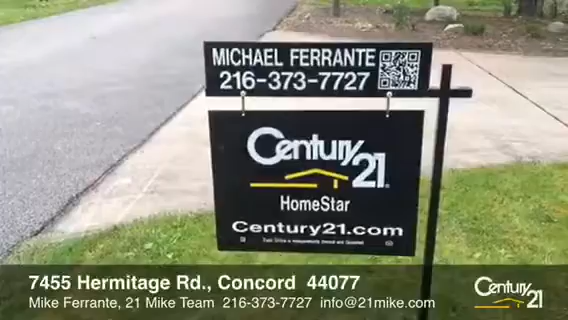 MICHAEL FERRANTE
216-373-7727
Century 21
HomeStar
Century21.com
7455 Hermitage Rd., Concord 44077
Mike Ferrante, 21 Mike Team 216-373-7727 info@21mike.com
Century 21